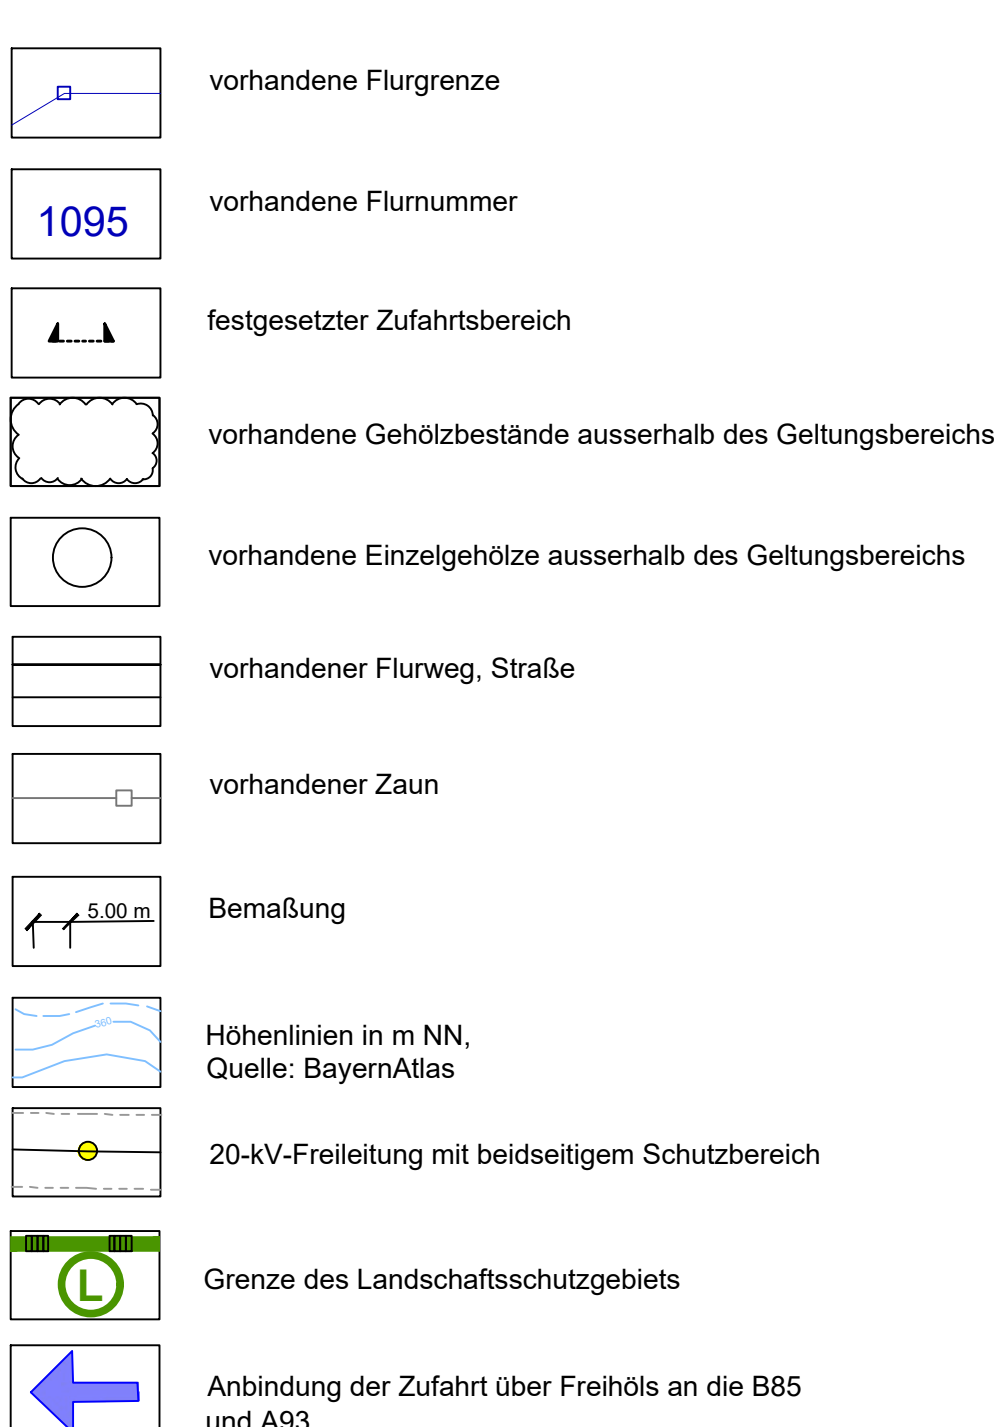 vorhandene Flurgrenze
1095
vorhandene Flurnummer
festgesetzter Zufahrtsbereich
vorhandene Gehölzbestände ausserhalb des Geltungsbereichs
vorhandene Einzelgehölze ausserhalb des Geltungsbereichs
vorhandener Flurweg, Straße
vorhandener Zaun
5.00 m
Bemaßung
360
Höhenlinien in m NN,
Quelle: BayernAtlas
20-kV-Freileitung mit beidseitigem Schutzbereich
L
Grenze des Landschaftsschutzgebiets
Anbindung der Zufahrt über Freihöls an die B85
und A93